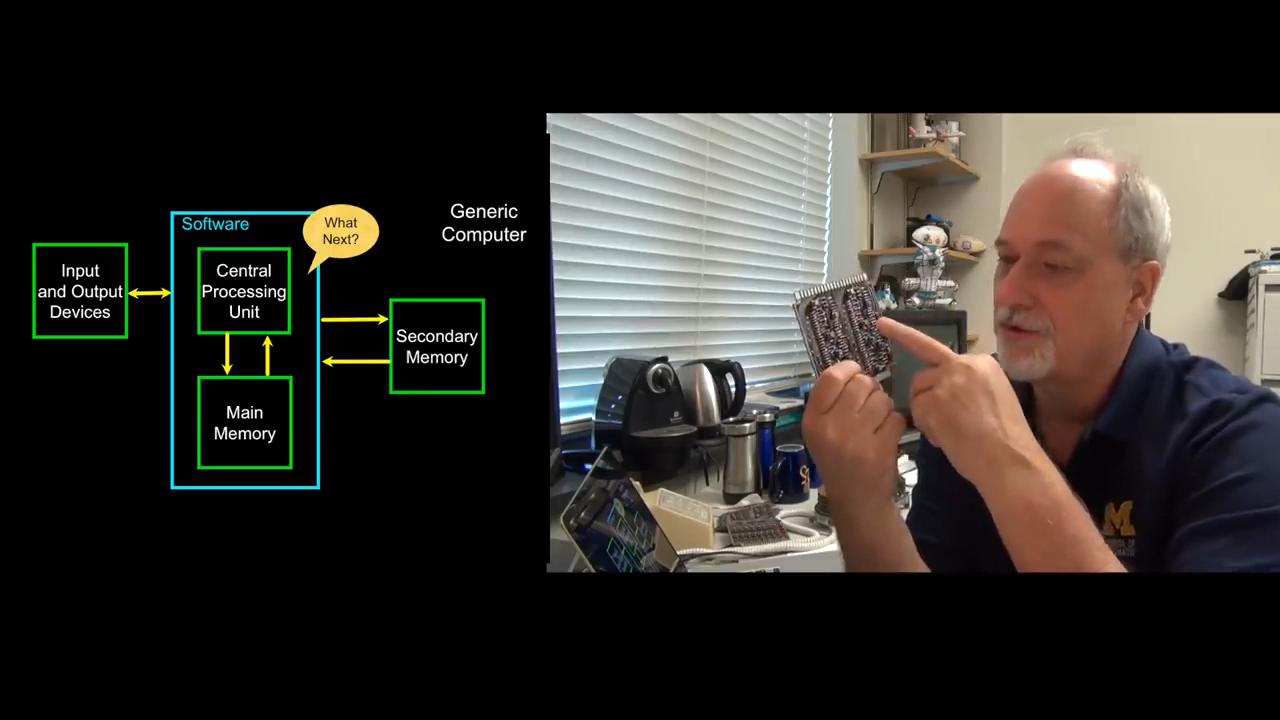 Generic
Computer
Software
What
Next?
Input
and Output
Devices
Central
Processing
Unit
Secondary
Memory
Main
Memory
M